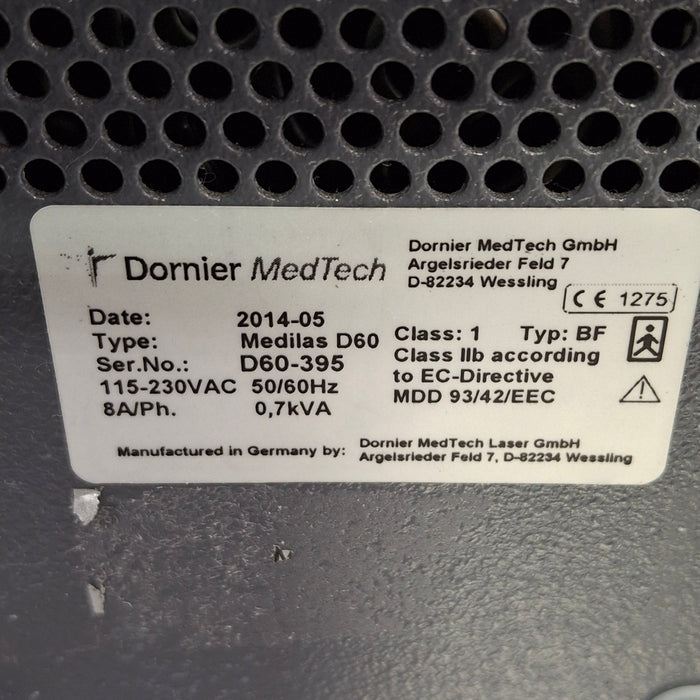 Dornier MedTech
Dornier MedTech GmbH
Argelsrieder Feld 7
D-82234 Wessling
CE 1275
Date: 2014-05
Type: Medilas D60
Ser.No.: D60-395
115-230VAC 50/60Hz
8A/Ph. 0,7kVA
Class: 1 Typ: BF
Class IIb according
to EC-Directive
MDD 93/42/EEC
Manufactured in Germany by: Dornier MedTech Laser GmbH
Argelsrieder Feld 7, D-82234 Wessling